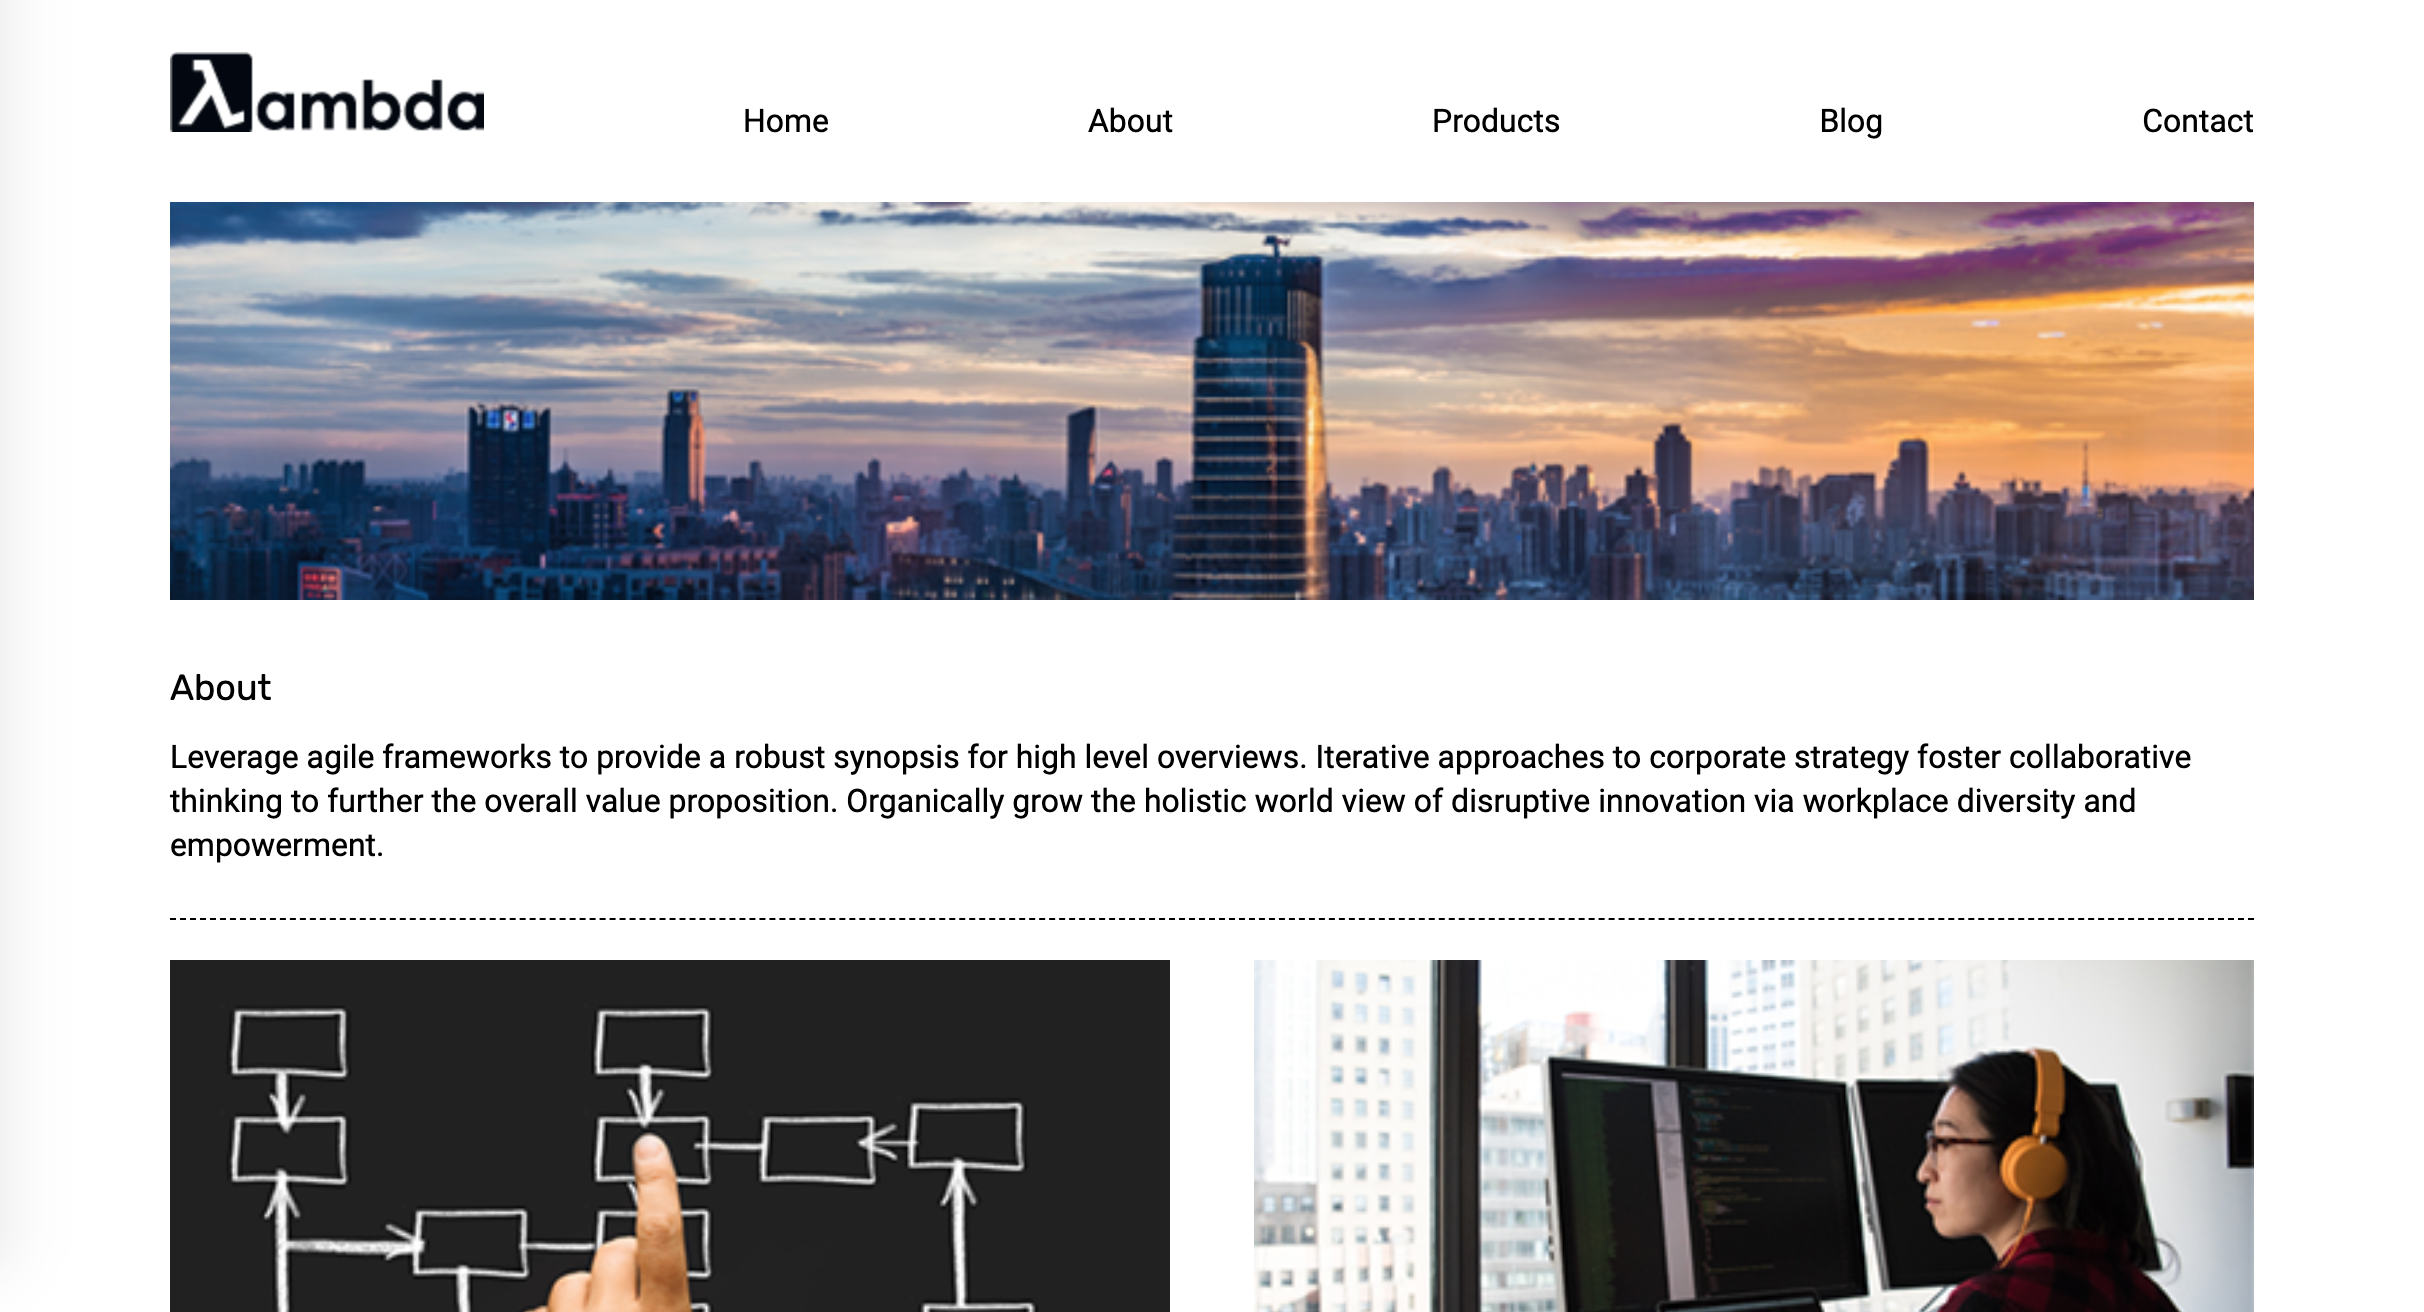 λambda
Home About Products Blog Contact
About
Leverage agile frameworks to provide a robust synopsis for high level overviews. Iterative approaches to corporate strategy foster collaborative
thinking to further the overall value proposition. Organically grow the holistic world view of disruptive innovation via workplace diversity and
empowerment.